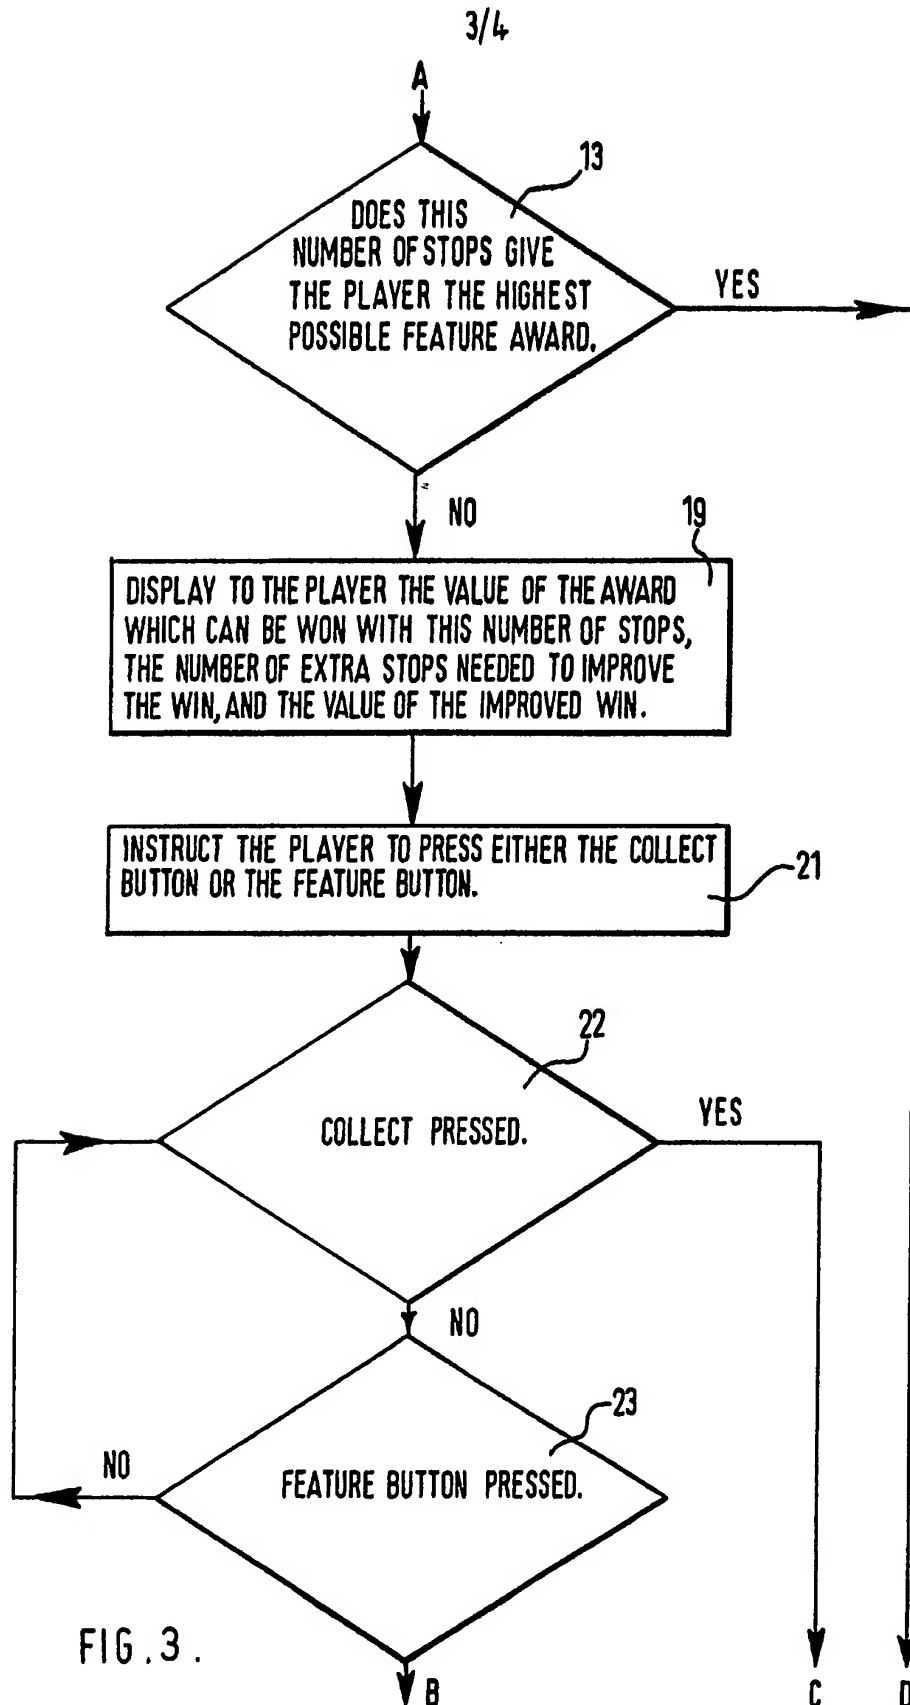 3/4
A
13
DOES THIS
NUMBER OF STOPS GIVE
THE PLAYER THE HIGHEST
POSSIBLE FEATURE AWARD.
YES
NO
19
DISPLAY TO THE PLAYER THE VALUE OF THE AWARD
WHICH CAN BE WON WITH THIS NUMBER OF STOPS,
THE NUMBER OF EXTRA STOPS NEEDED TO IMPROVE
THE WIN, AND THE VALUE OF THE IMPROVED WIN.
INSTRUCT THE PLAYER TO PRESS EITHER THE COLLECT
BUTTON OR THE FEATURE BUTTON.
21
22
COLLECT PRESSED.
YES
NO
23
FEATURE BUTTON PRESSED.
NO
FIG.3.
B
C
D